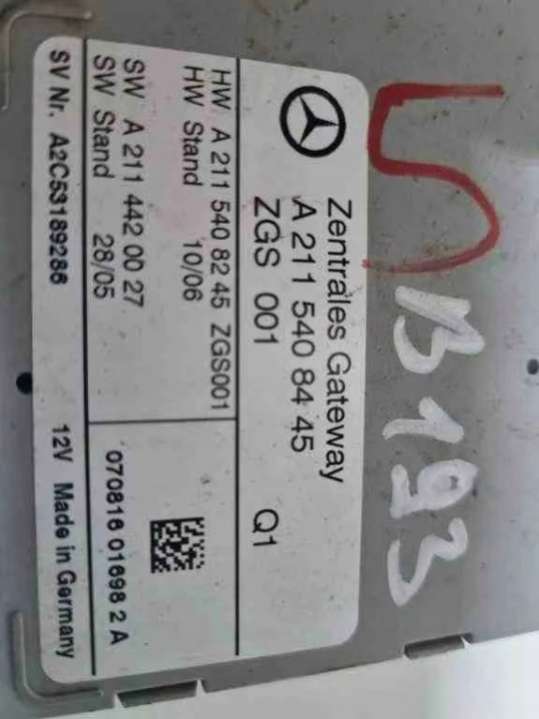 Zentrales Gateway
A 211 540 84 45
ZGS 001 Q1
HW A 211 540 82 45 ZGS001
HW Stand 10/06
SW A 211 442 00 27
SW Stand 28/05
070816 01698 2 A
SV Nr. A2C53189286 12V Made in Germany
B 193